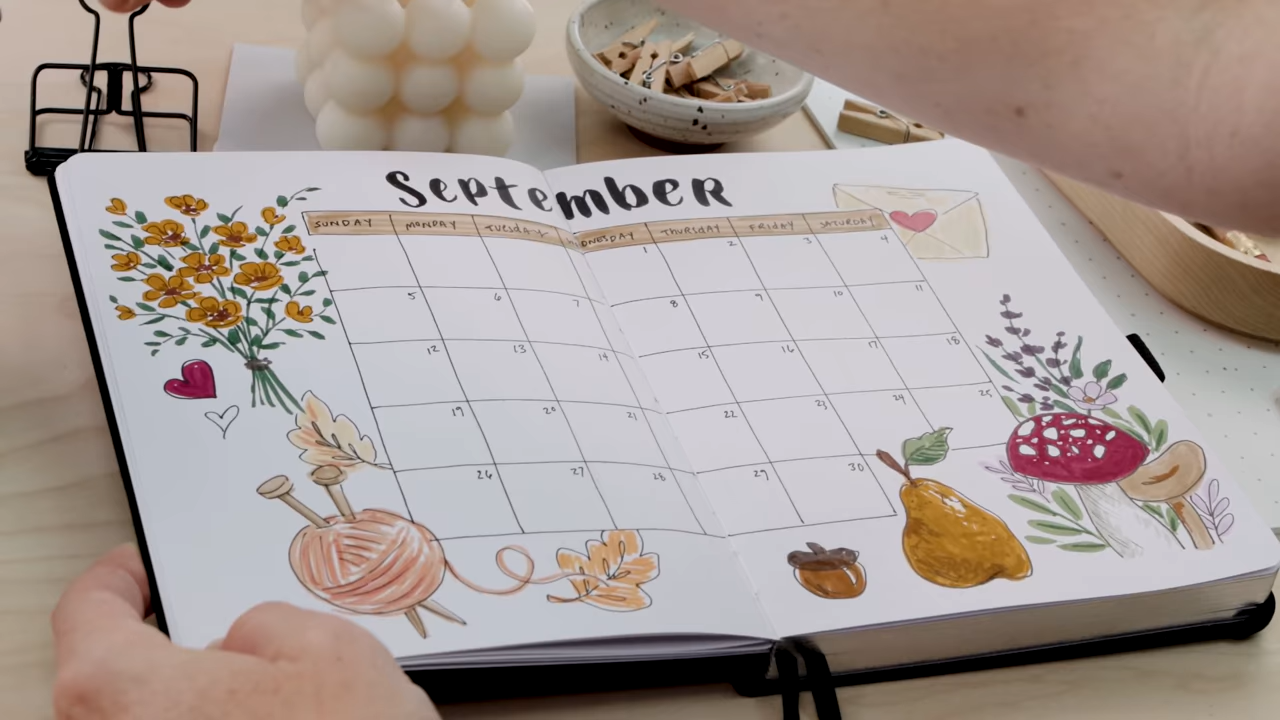 September
SUNDAY MONDAY TUESDAY WEDNESDAY THURSDAY FRIDAY SATURDAY
1 2 3 4
5 6 7 8 9 10 11
12 13 14 15 16 17 18
19 20 21 22 23 24 25
26 27 28 29 30